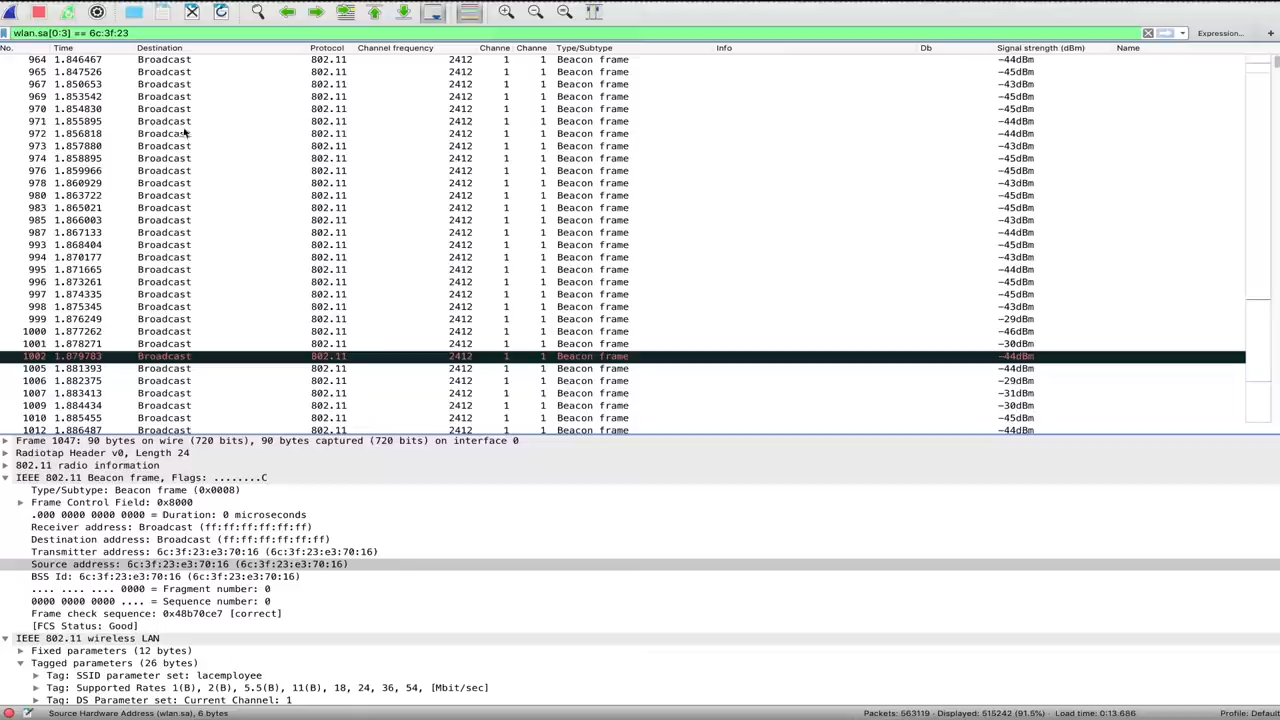 wlan.sa[0:3] == 6c:3f:23 Expression... +
No. Time Destination Protocol Channel frequency Channe Channe Type/Subtype Info Db Signal strength (dBm) Name
964 1.846467 Broadcast 802.11 2412 1 1 Beacon frame -44dBm
965 1.847526 Broadcast 802.11 2412 1 1 Beacon frame -45dBm
967 1.850653 Broadcast 802.11 2412 1 1 Beacon frame -43dBm
969 1.853542 Broadcast 802.11 2412 1 1 Beacon frame -45dBm
970 1.854830 Broadcast 802.11 2412 1 1 Beacon frame -45dBm
971 1.855895 Broadcast 802.11 2412 1 1 Beacon frame -44dBm
972 1.856818 Broadcast 802.11 2412 1 1 Beacon frame -44dBm
973 1.857880 Broadcast 802.11 2412 1 1 Beacon frame -43dBm
974 1.858895 Broadcast 802.11 2412 1 1 Beacon frame -45dBm
976 1.859966 Broadcast 802.11 2412 1 1 Beacon frame -45dBm
978 1.860929 Broadcast 802.11 2412 1 1 Beacon frame -43dBm
980 1.863722 Broadcast 802.11 2412 1 1 Beacon frame -45dBm
983 1.865021 Broadcast 802.11 2412 1 1 Beacon frame -45dBm
985 1.866003 Broadcast 802.11 2412 1 1 Beacon frame -43dBm
987 1.867133 Broadcast 802.11 2412 1 1 Beacon frame -44dBm
993 1.868404 Broadcast 802.11 2412 1 1 Beacon frame -45dBm
994 1.870177 Broadcast 802.11 2412 1 1 Beacon frame -43dBm
995 1.871665 Broadcast 802.11 2412 1 1 Beacon frame -44dBm
996 1.873261 Broadcast 802.11 2412 1 1 Beacon frame -45dBm
997 1.874335 Broadcast 802.11 2412 1 1 Beacon frame -45dBm
998 1.875345 Broadcast 802.11 2412 1 1 Beacon frame -43dBm
999 1.876249 Broadcast 802.11 2412 1 1 Beacon frame -29dBm
1000 1.877262 Broadcast 802.11 2412 1 1 Beacon frame -46dBm
1001 1.878271 Broadcast 802.11 2412 1 1 Beacon frame -30dBm
1002 1.879783 Broadcast 802.11 2412 1 1 Beacon frame -44dBm
1005 1.881393 Broadcast 802.11 2412 1 1 Beacon frame -44dBm
1006 1.882375 Broadcast 802.11 2412 1 1 Beacon frame -29dBm
1007 1.883413 Broadcast 802.11 2412 1 1 Beacon frame -31dBm
1009 1.884434 Broadcast 802.11 2412 1 1 Beacon frame -30dBm
1010 1.885455 Broadcast 802.11 2412 1 1 Beacon frame -45dBm
1012 1.886487 Broadcast 802.11 2412 1 1 Beacon frame -44dBm
Frame 1047: 90 bytes on wire (720 bits), 90 bytes captured (720 bits) on interface 0
Radiotap Header v0, Length 24
802.11 radio information
IEEE 802.11 Beacon frame, Flags: ........C
Type/Subtype: Beacon frame (0x0008)
Frame Control Field: 0x8000
.000 0000 0000 0000 = Duration: 0 microseconds
Receiver address: Broadcast (ff:ff:ff:ff:ff:ff)
Destination address: Broadcast (ff:ff:ff:ff:ff:ff)
Transmitter address: 6c:3f:23:e3:70:16 (6c:3f:23:e3:70:16)
Source address: 6c:3f:23:e3:70:16 (6c:3f:23:e3:70:16)
BSS Id: 6c:3f:23:e3:70:16 (6c:3f:23:e3:70:16)
.... .... .... 0000 = Fragment number: 0
0000 0000 0000 .... = Sequence number: 0
Frame check sequence: 0x48b70ce7 [correct]
[FCS Status: Good]
IEEE 802.11 wireless LAN
Fixed parameters (12 bytes)
Tagged parameters (26 bytes)
Tag: SSID parameter set: lacemployee
Tag: Supported Rates 1(B), 2(B), 5.5(B), 11(B), 18, 24, 36, 54, [Mbit/sec]
Tag: DS Parameter set: Current Channel: 1
Source Hardware Address (wlan.sa), 6 bytes Packets: 563119 · Displayed: 515242 (91.5%) · Load time: 0:13.686 Profile: Default